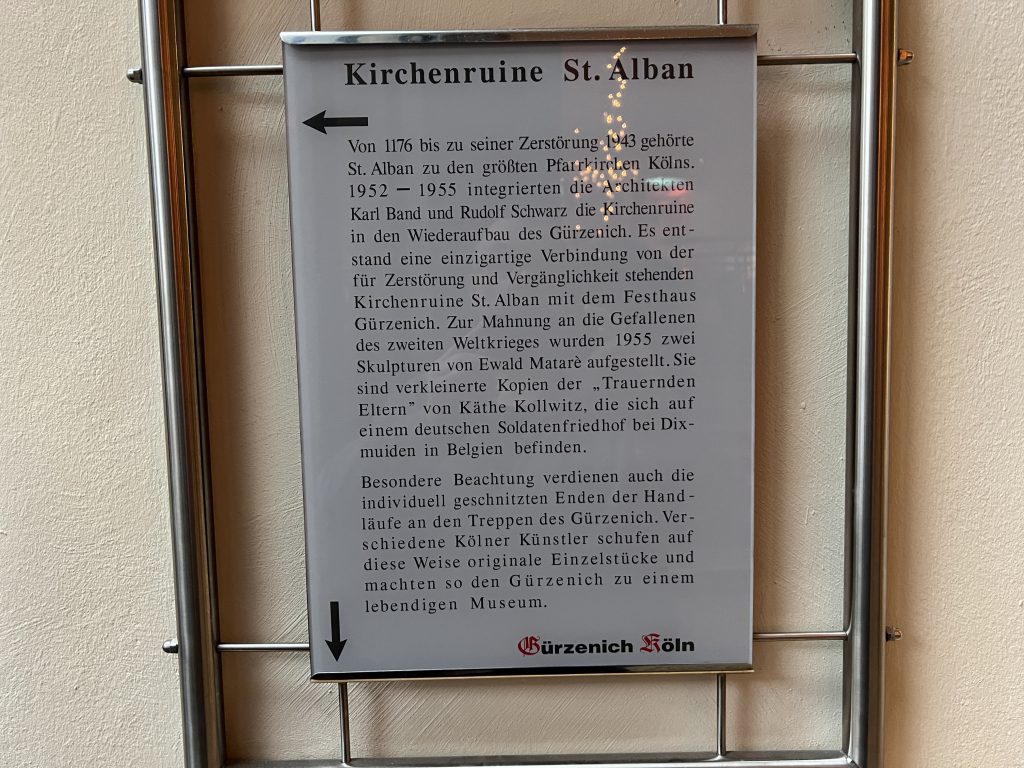 Kirchenruine St. Alban
Von 1176 bis zu seiner Zerstörung 1943 gehörte
St. Alban zu den größten Pfarrkirchen Kölns.
1952 – 1955 integrierten die Architekten
Karl Band und Rudolf Schwarz die Kirchenruine
in den Wiederaufbau des Gürzenich. Es ent-
stand eine einzigartige Verbindung von der
für Zerstörung und Vergänglichkeit stehenden
Kirchenruine St. Alban mit dem Festhaus
Gürzenich. Zur Mahnung an die Gefallenen
des zweiten Weltkrieges wurden 1955 zwei
Skulpturen von Ewald Matarè aufgestellt. Sie
sind verkleinerte Kopien der „Trauernden
Eltern” von Käthe Kollwitz, die sich auf
einem deutschen Soldatenfriedhof bei Dix-
muiden in Belgien befinden.
Besondere Beachtung verdienen auch die
individuell geschnitzten Enden der Hand-
läufe an den Treppen des Gürzenich. Ver-
schiedene Kölner Künstler schufen auf
diese Weise originale Einzelstücke und
machten so den Gürzenich zu einem
lebendigen Museum.
Gürzenich Köln